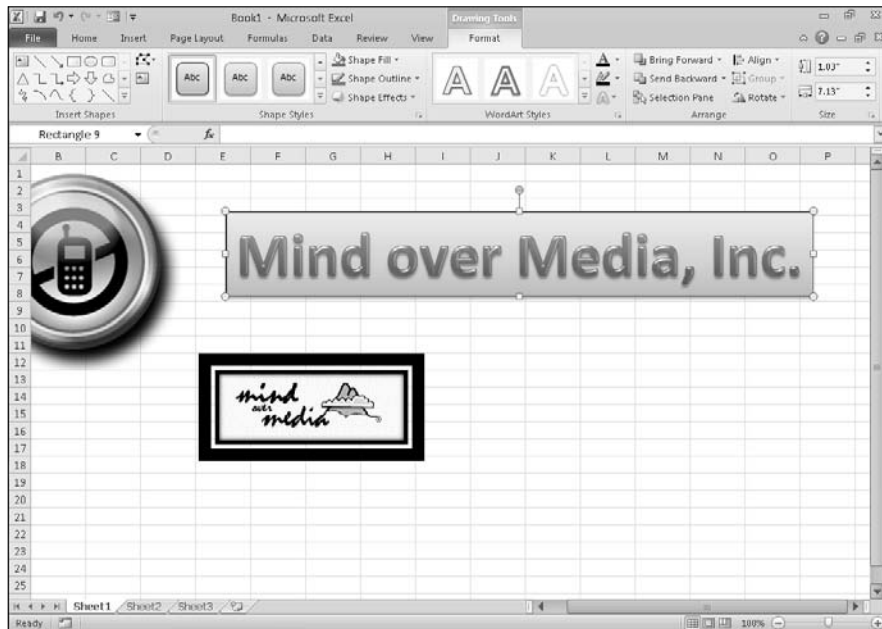 Book1 - Microsoft Excel
Drawing Tools
File Home Insert Page Layout Formulas Data Review View Format
Abc Abc Abc
Shape Fill
Shape Outline
Shape Effects
A A A
A
A
Bring Forward
Send Backward
Selection Pane
Align
Group
Rotate
1.03"
7.13"
Insert Shapes Shape Styles WordArt Styles Arrange Size
Rectangle 9 fx
B C D E F G H I J K L M N O P
1
2
3
4
5
6
7
8
9
10
11
12
13
14
15
16
17
18
19
20
21
22
23
24
25
Mind over Media, Inc.
mind
over
media
Sheet1 Sheet2 Sheet3
Ready 100%